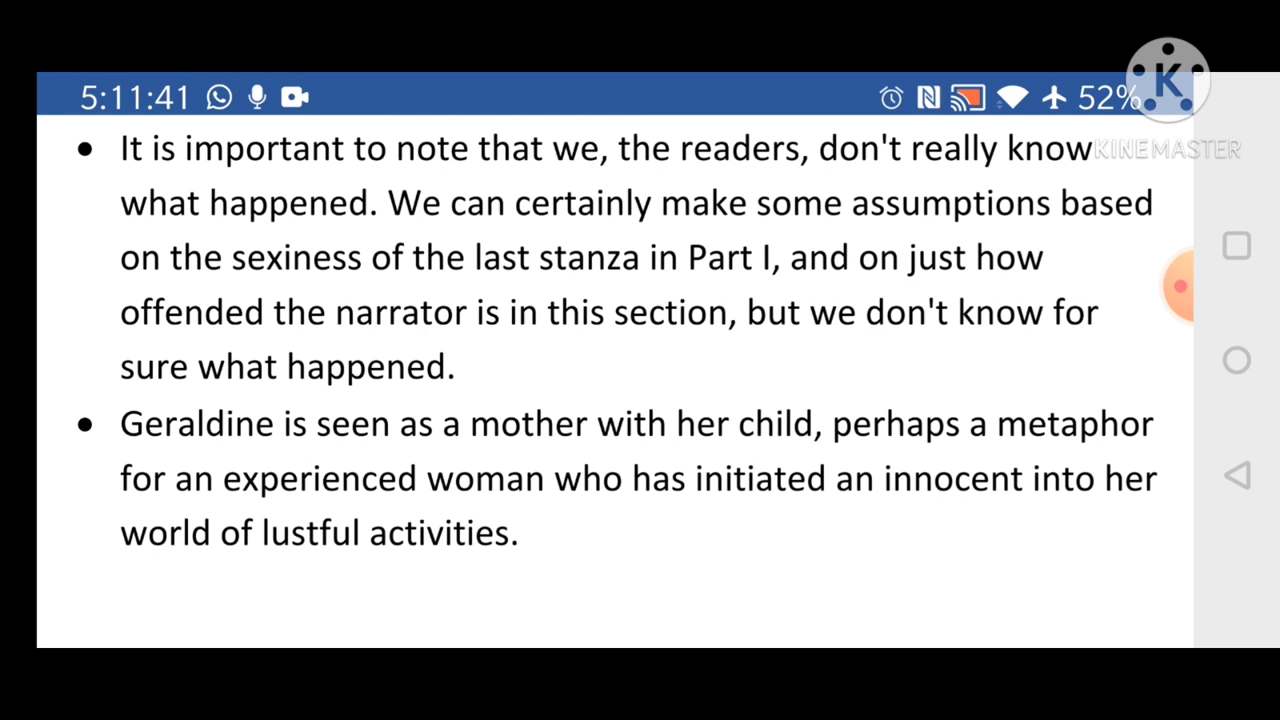 5:11:41
52%
K
KINEMASTER
• It is important to note that we, the readers, don't really know
what happened. We can certainly make some assumptions based
on the sexiness of the last stanza in Part I, and on just how
offended the narrator is in this section, but we don't know for
sure what happened.
• Geraldine is seen as a mother with her child, perhaps a metaphor
for an experienced woman who has initiated an innocent into her
world of lustful activities.